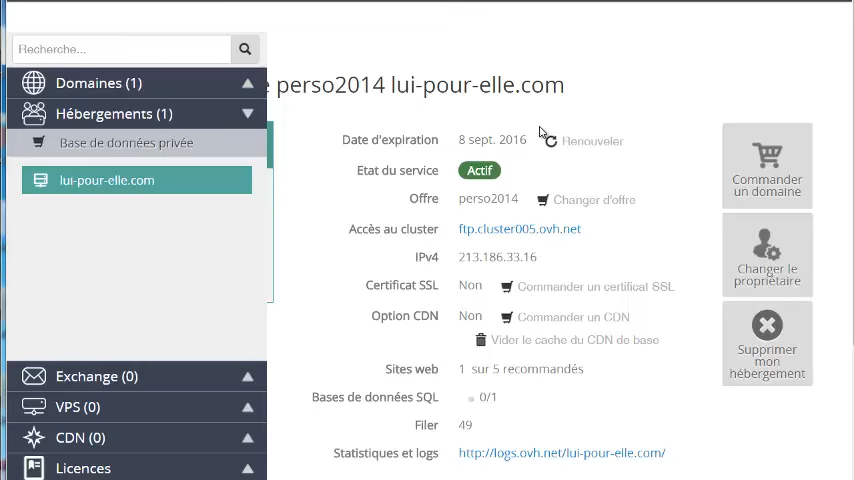 Recherche...
Domaines (1)
Hébergements (1)
Base de données privée
lui-pour-elle.com
Exchange (0)
VPS (0)
CDN (0)
Licences
perso2014 lui-pour-elle.com
Date d'expiration 8 sept. 2016 Renouveler
Etat du service Actif
Offre perso2014 Changer d'offre
Accès au cluster ftp.cluster005.ovh.net
IPv4 213.186.33.16
Certificat SSL Non Commander un certificat SSL
Option CDN Non Commander un CDN
Vider le cache du CDN de base
Sites web 1 sur 5 recommandés
Bases de données SQL 0/1
Filer 49
Statistiques et logs http://logs.ovh.net/lui-pour-elle.com/
Commander
un domaine
Changer le
propriétaire
Supprimer
mon
hébergement